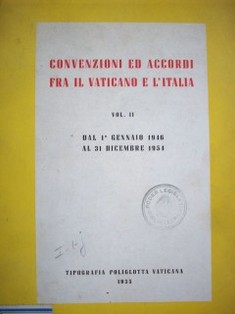 CONVENZIONI ED ACCORDI
FRA IL VATICANO E L'ITALIA
VOL. II
DAL 1° GENNAIO 1946
AL 31 DICEMBRE 1954
TIPOGRAFIA POLIGLOTTA VATICANA
1955